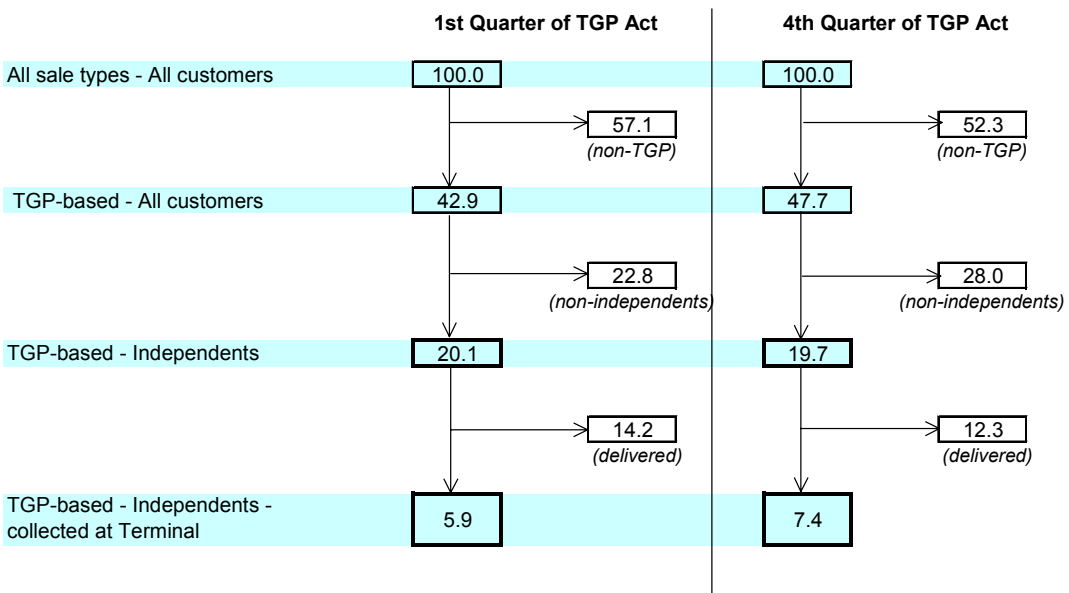 1st Quarter of TGP Act 4th Quarter of TGP Act
All sale types - All customers 100.0 100.0
57.1 52.3
(non-TGP) (non-TGP)
TGP-based - All customers 42.9 47.7
22.8 28.0
(non-independents) (non-independents)
TGP-based - Independents 20.1 19.7
14.2 12.3
(delivered) (delivered)
TGP-based - Independents -
collected at Terminal 5.9 7.4